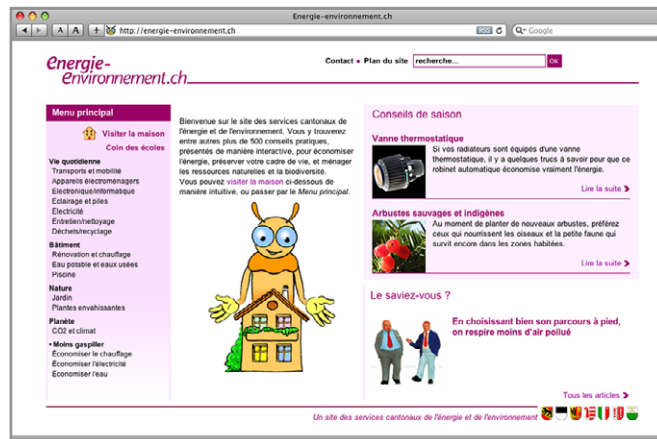 Energie-environnement.ch
A A + http://energie-environnement.ch RSS Google
énergie-
environnement.ch
Contact • Plan du site recherche... OK
Menu principal
Visiter la maison
Coin des écoles
Vie quotidienne
Transports et mobilité
Appareils électroménagers
Électronique/informatique
Eclairage et piles
Électricité
Entretien/nettoyage
Déchets/recyclage
Bâtiment
Rénovation et chauffage
Eau potable et eaux usées
Piscine
Nature
Jardin
Plantes envahissantes
Planète
CO2 et climat
• Moins gaspiller
Économiser le chauffage
Économiser l'électricité
Économiser l'eau
Bienvenue sur le site des services cantonaux de
l'énergie et de l'environnement. Vous y trouverez
entre autres plus de 500 conseils pratiques,
présentés de manière interactive, pour économiser
l'énergie, préserver votre cadre de vie, et ménager
les ressources naturelles et la biodiversité.
Vous pouvez visiter la maison ci-dessous de
manière intuitive, ou passer par le Menu principal.
Conseils de saison
Vanne thermostatique
Si vos radiateurs sont équipés d'une vanne
thermostatique, il y a quelques trucs à savoir pour que ce
robinet automatique économise vraiment l'énergie.
Lire la suite
Arbustes sauvages et indigènes
Au moment de planter de nouveaux arbustes, préférez
ceux qui nourrissent les oiseaux et la petite faune qui
survit encore dans les zones habitées.
Lire la suite
Le saviez-vous ?
En choisissant bien son parcours à pied,
on respire moins d'air pollué
Tous les articles
Un site des services cantonaux de l'énergie et de l'environnement